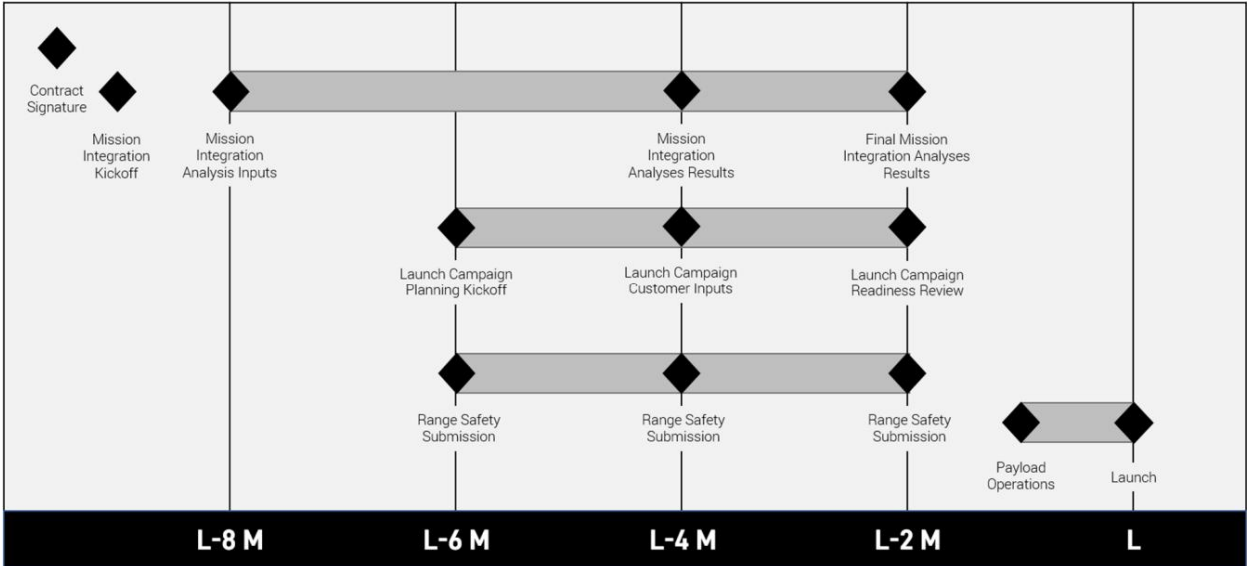 Contract
Signature
Mission
Integration
Kickoff
Mission
Integration
Analysis Inputs
Mission
Integration
Analyses Results
Final Mission
Integration Analyses
Results
Launch Campaign
Planning Kickoff
Launch Campaign
Customer Inputs
Launch Campaign
Readiness Review
Range Safety
Submission
Range Safety
Submission
Range Safety
Submission
Payload
Operations
Launch
L-8 M
L-6 M
L-4 M
L-2 M
L